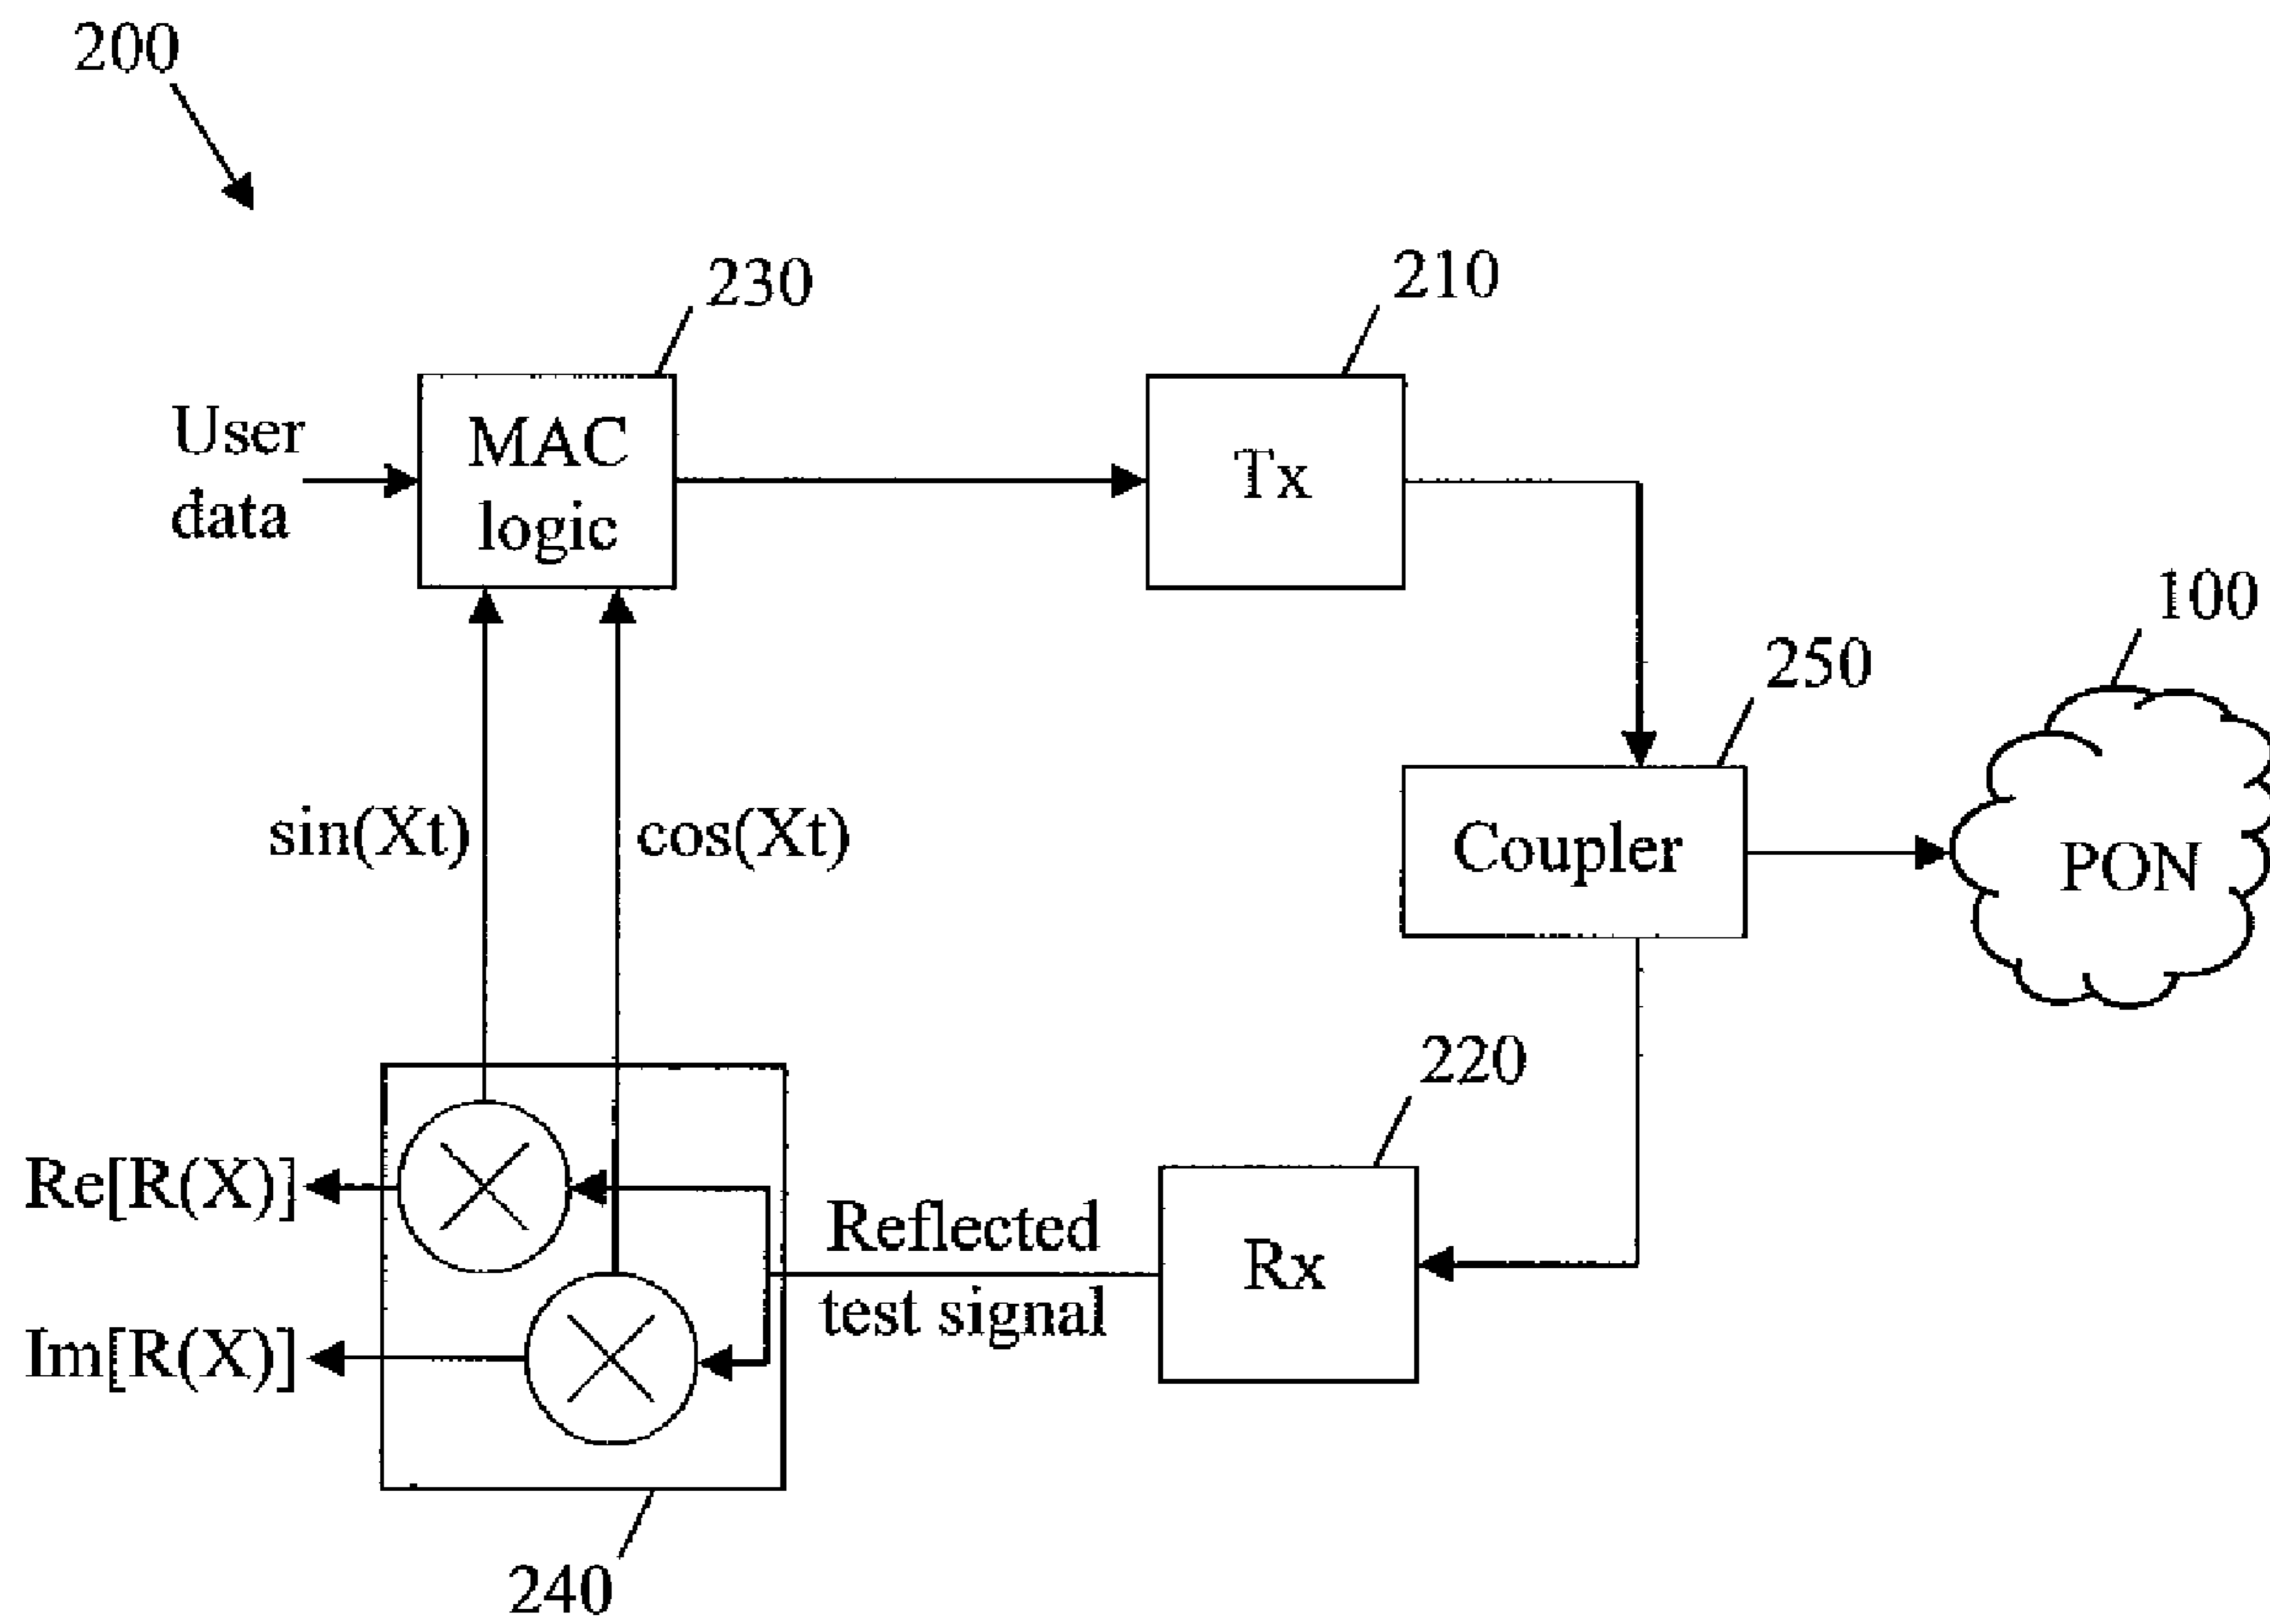 200
230
210
User
data
MAC
logic
Tx
100
250
sin(Xt)
cos(Xt)
Coupler
PON
220
Re[R(X)]
Reflected
test signal
Rx
Im[R(X)]
240